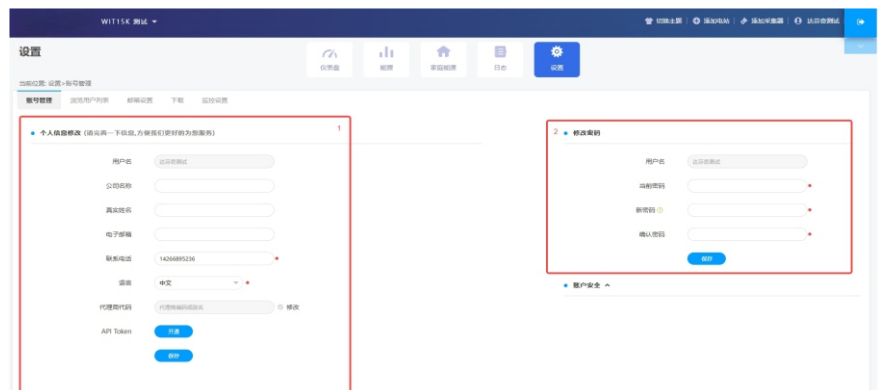 WIT15K 测试
切换主题
添加电站
添加采集器
设置
仪表盘
能源
家庭能源
日志
设置
当前位置: 设置>账号管理
账号管理
浏览用户列表
邮箱设置
下载
监控设置
1
个人信息修改 (请完善一下信息,方便我们更好的为您服务)
用户名
公司名称
真实姓名
电子邮箱
联系电话
14266895236
语言
中文
代理商代码
修改
API Token
开通
保存
2
修改密码
用户名
当前密码
新密码
确认密码
保存
账户安全